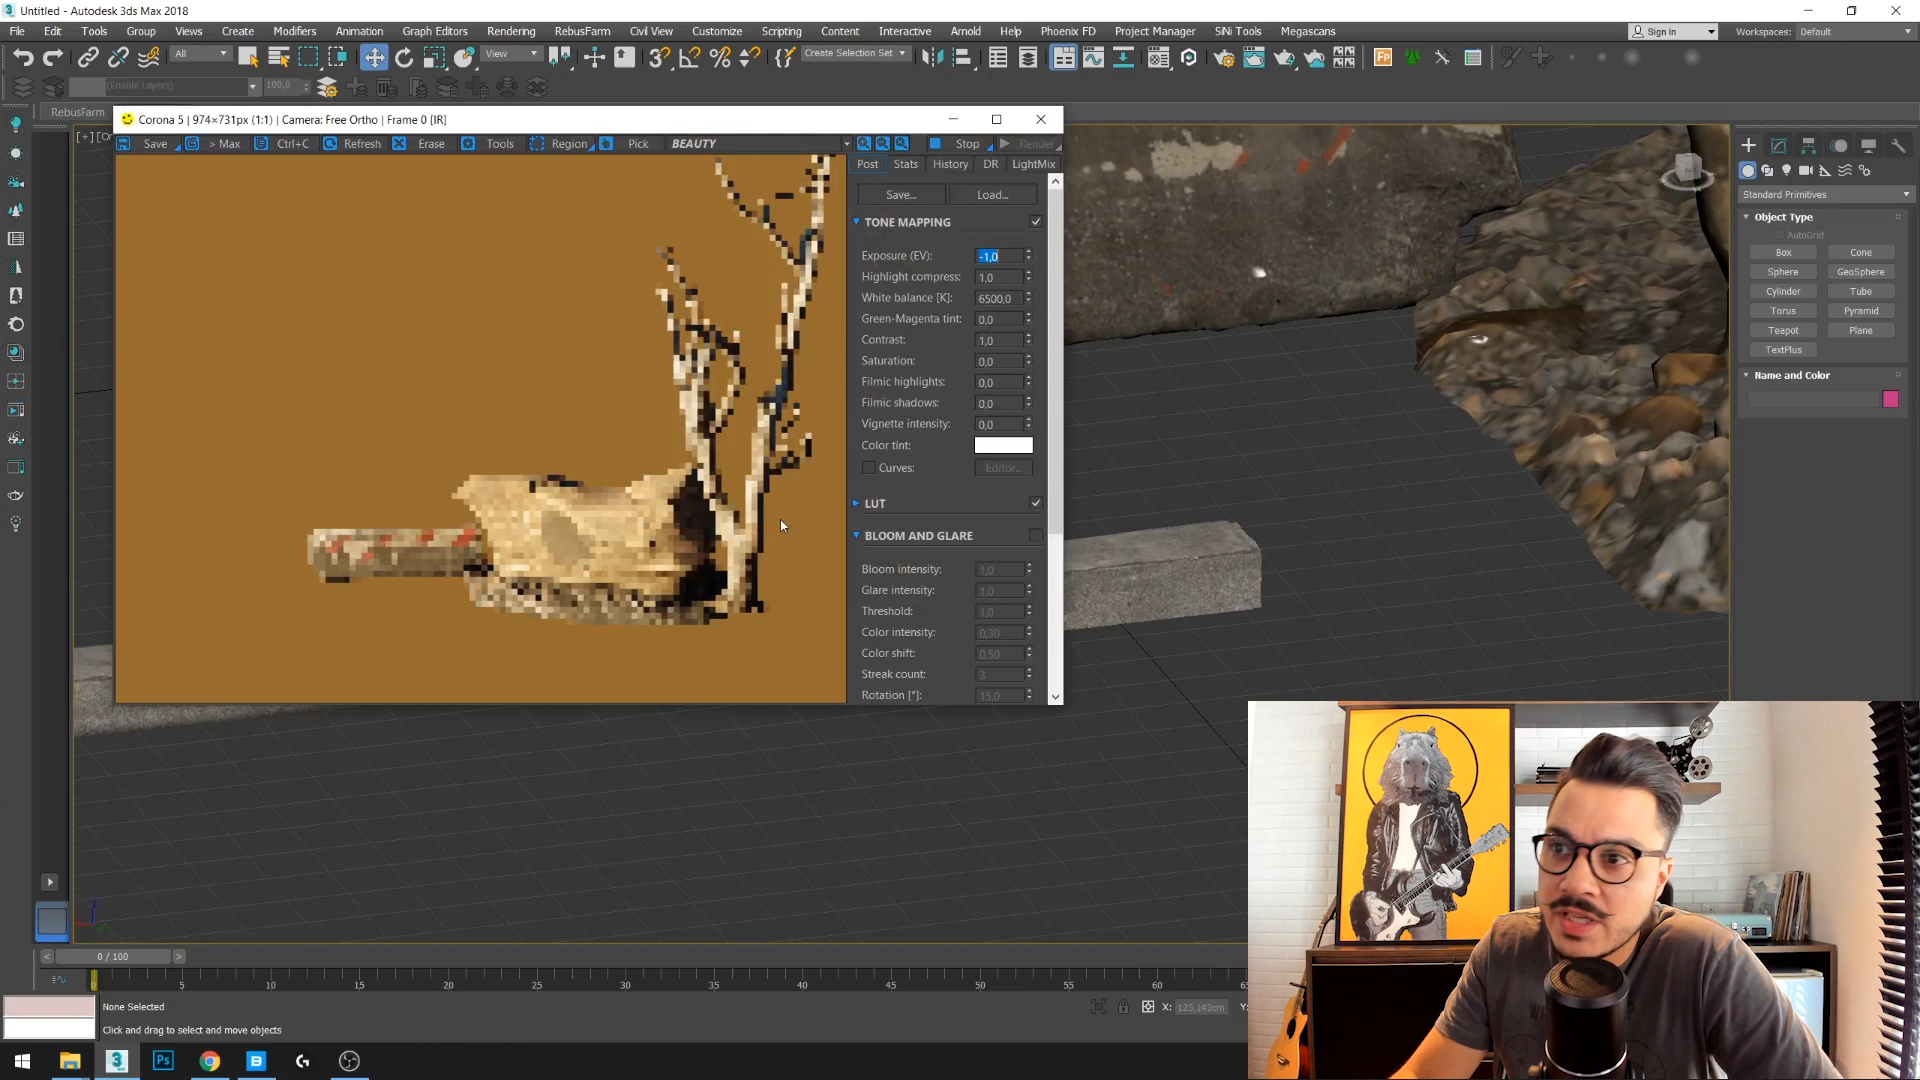 Untitled - Autodesk 3ds Max 2018
File Edit Tools Group Views Create Modifiers Animation Graph Editors Rendering RebusFarm Civil View Customize Scripting Content Interactive Arnold Help Phoenix FD Project Manager SiNi Tools Megascans
Sign In Workspaces: Default
All View Create Selection Set
(Enable Layers) 100,0
RebusFarm
Corona 5 | 974×731px (1:1) | Camera: Free Ortho | Frame 0 [IR]
Save > Max Ctrl+C Refresh Erase Tools Region Pick BEAUTY Stop Render
Post Stats History DR LightMix
Save... Load...
TONE MAPPING
Exposure (EV): -1,0
Highlight compress: 1,0
White balance [K]: 6500,0
Green-Magenta tint: 0,0
Contrast: 1,0
Saturation: 0,0
Filmic highlights: 0,0
Filmic shadows: 0,0
Vignette intensity: 0,0
Color tint:
Curves: Editor...
LUT
BLOOM AND GLARE
Bloom intensity: 1,0
Glare intensity: 1,0
Threshold: 1,0
Color intensity: 0,30
Color shift: 0,50
Streak count: 3
Rotation [°]: 15,0
Standard Primitives
Object Type
AutoGrid
Box Cone
Sphere GeoSphere
Cylinder Tube
Torus Pyramid
Teapot Plane
TextPlus
Name and Color
0 / 100
0 5 10 15 20 25 30 35 40 45 50 55 60
None Selected
Click and drag to select and move objects
X: 125,142cm Y: